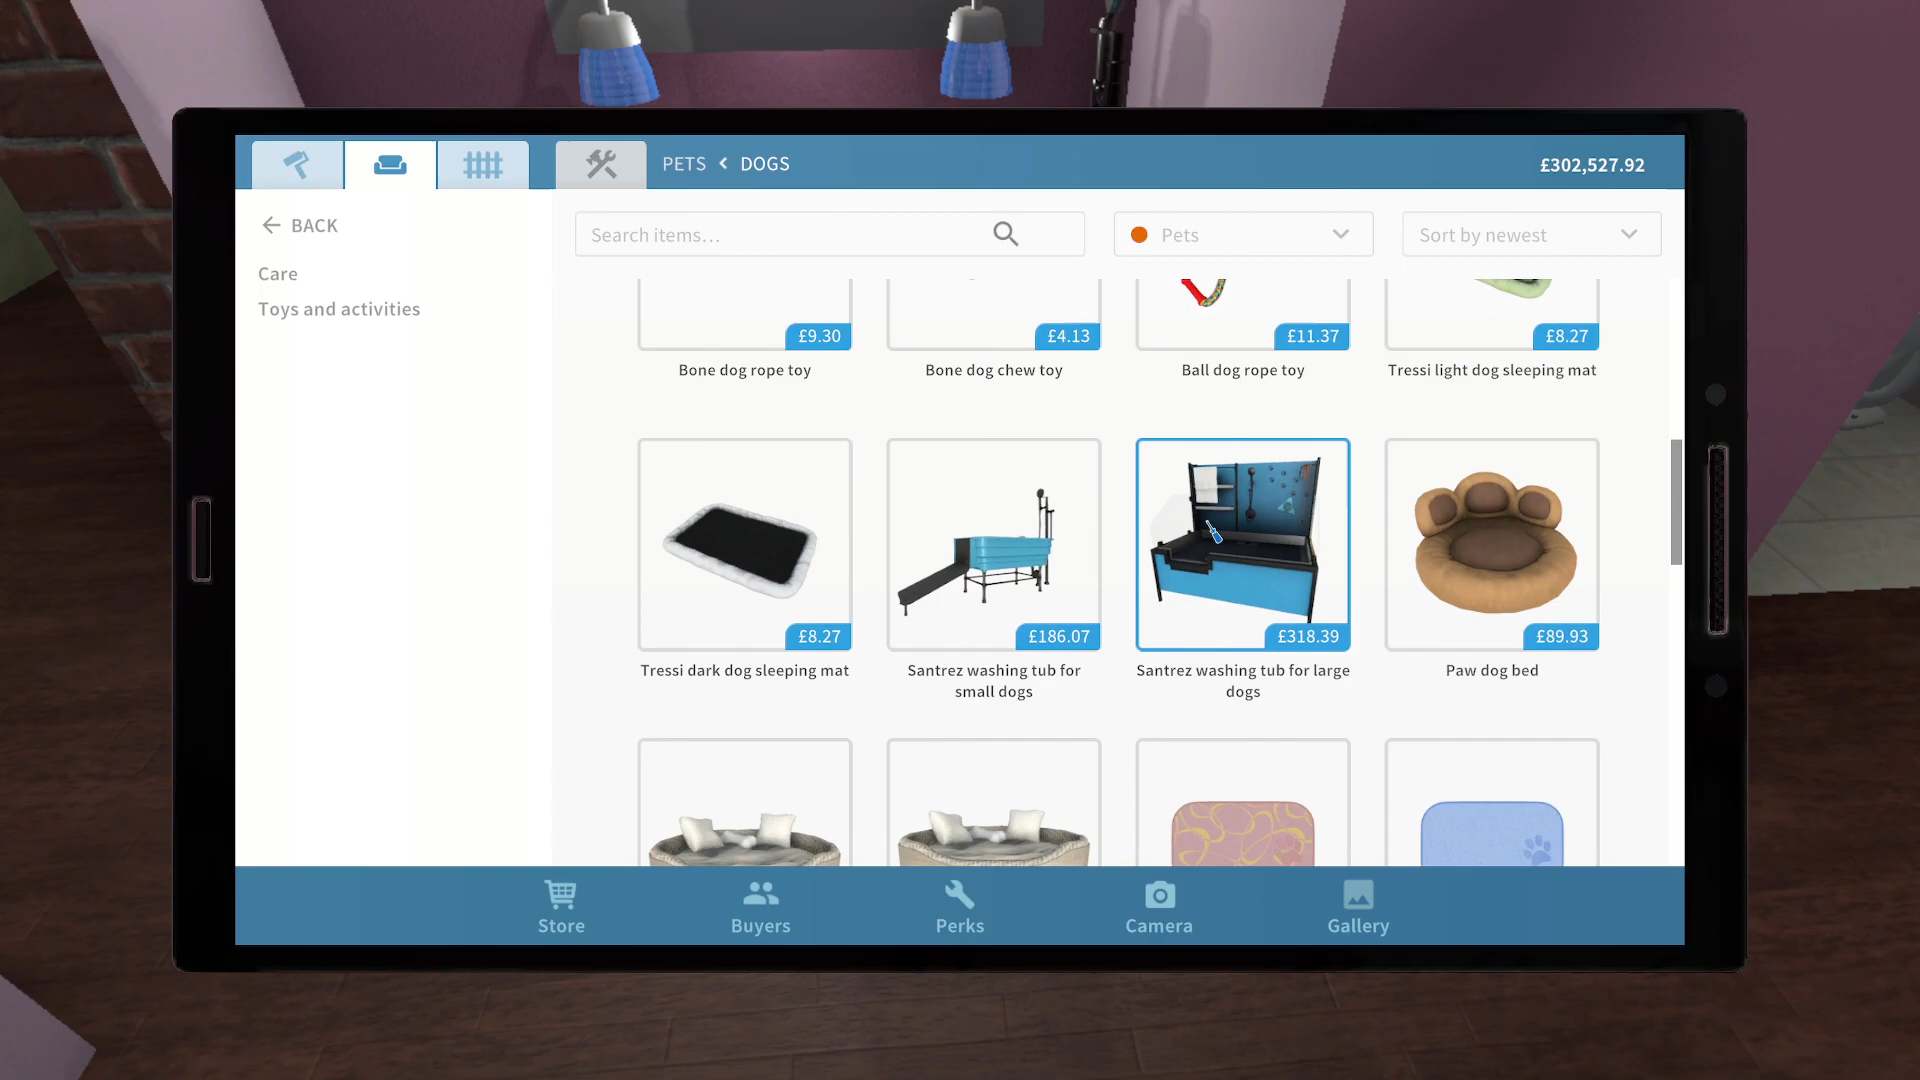 PETS < DOGS
£302,527.92
BACK
Search items...
Pets
Sort by newest
Care
Toys and activities
£9.30
£4.13
£11.37
£8.27
Bone dog rope toy
Bone dog chew toy
Ball dog rope toy
Tressi light dog sleeping mat
£8.27
£186.07
£318.39
£89.93
Tressi dark dog sleeping mat
Santrez washing tub for
small dogs
Santrez washing tub for large
dogs
Paw dog bed
Store
Buyers
Perks
Camera
Gallery